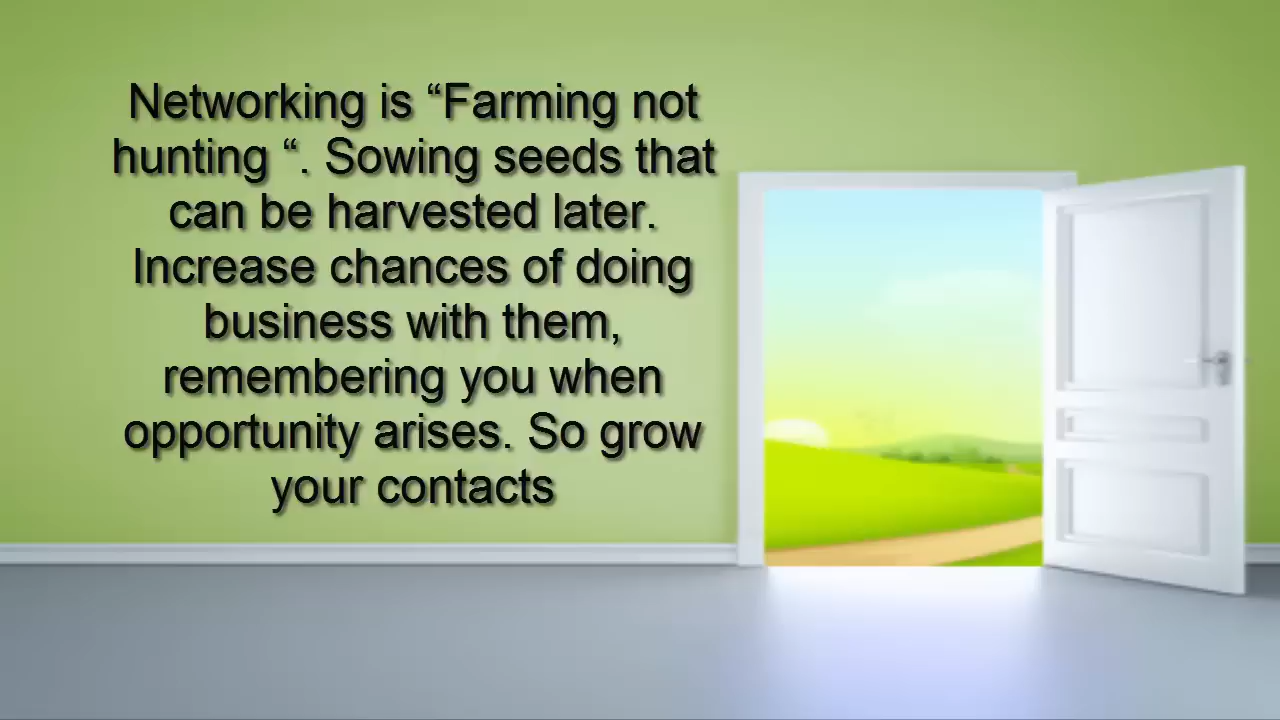 Networking is “Farming not
hunting “. Sowing seeds that
can be harvested later.
Increase chances of doing
business with them,
remembering you when
opportunity arises. So grow
your contacts